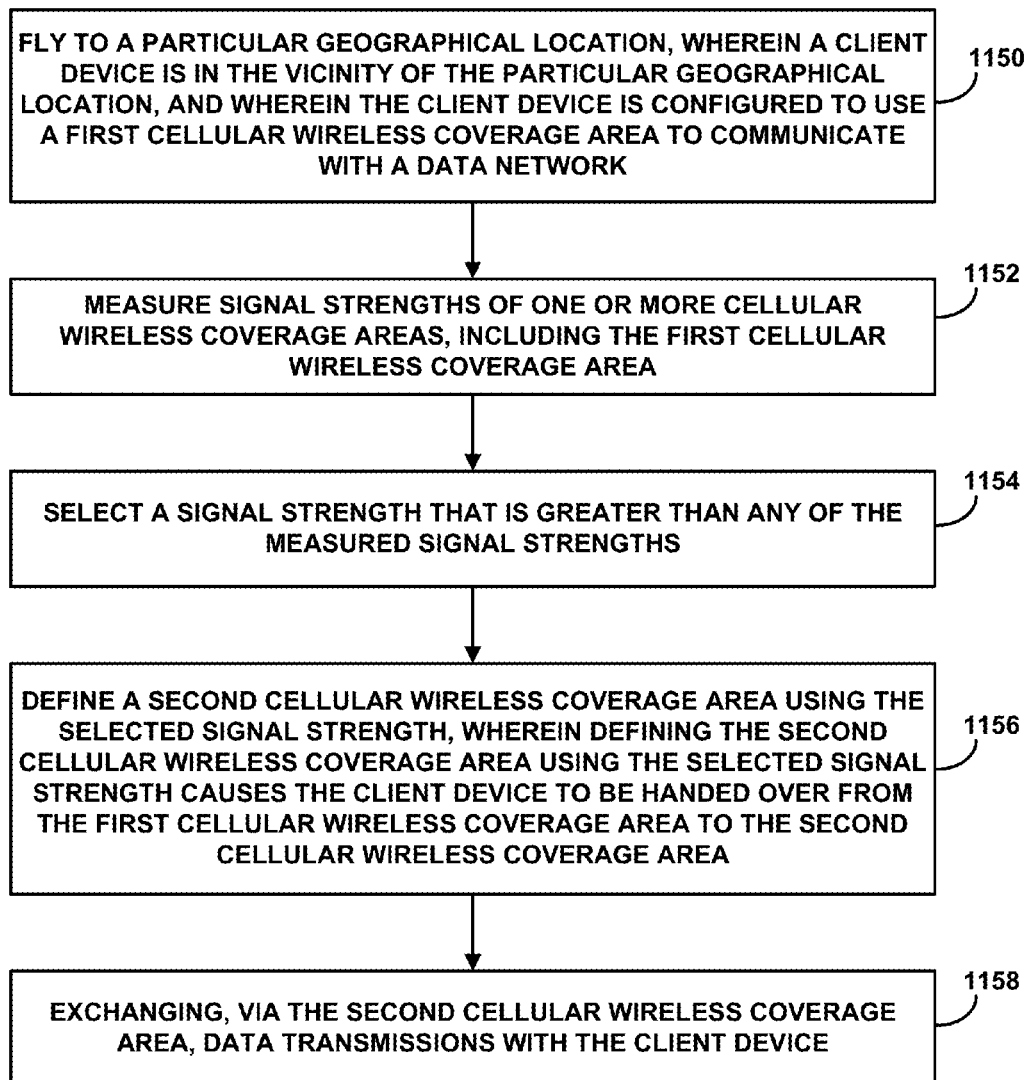 FLY TO A PARTICULAR GEOGRAPHICAL LOCATION, WHEREIN A CLIENT
DEVICE IS IN THE VICINITY OF THE PARTICULAR GEOGRAPHICAL
LOCATION, AND WHEREIN THE CLIENT DEVICE IS CONFIGURED TO USE
A FIRST CELLULAR WIRELESS COVERAGE AREA TO COMMUNICATE
WITH A DATA NETWORK
1150
MEASURE SIGNAL STRENGTHS OF ONE OR MORE CELLULAR
WIRELESS COVERAGE AREAS, INCLUDING THE FIRST CELLULAR
WIRELESS COVERAGE AREA
1152
SELECT A SIGNAL STRENGTH THAT IS GREATER THAN ANY OF THE
MEASURED SIGNAL STRENGTHS
1154
DEFINE A SECOND CELLULAR WIRELESS COVERAGE AREA USING THE
SELECTED SIGNAL STRENGTH, WHEREIN DEFINING THE SECOND
CELLULAR WIRELESS COVERAGE AREA USING THE SELECTED SIGNAL
STRENGTH CAUSES THE CLIENT DEVICE TO BE HANDED OVER FROM
THE FIRST CELLULAR WIRELESS COVERAGE AREA TO THE SECOND
CELLULAR WIRELESS COVERAGE AREA
1156
EXCHANGING, VIA THE SECOND CELLULAR WIRELESS COVERAGE
AREA, DATA TRANSMISSIONS WITH THE CLIENT DEVICE
1158